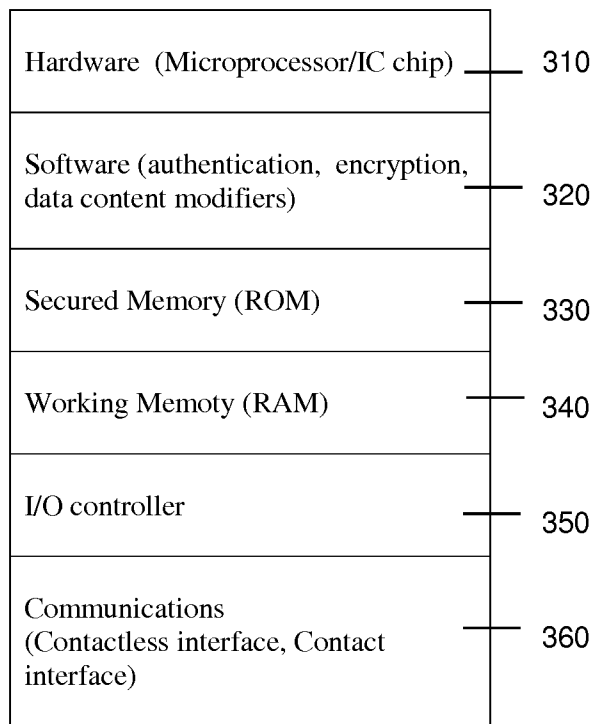 Hardware (Microprocessor/IC chip) 310
Software (authentication, encryption,
data content modifiers) 320
Secured Memory (ROM) 330
Working Memoty (RAM) 340
I/O controller 350
Communications
(Contactless interface, Contact 360
interface)